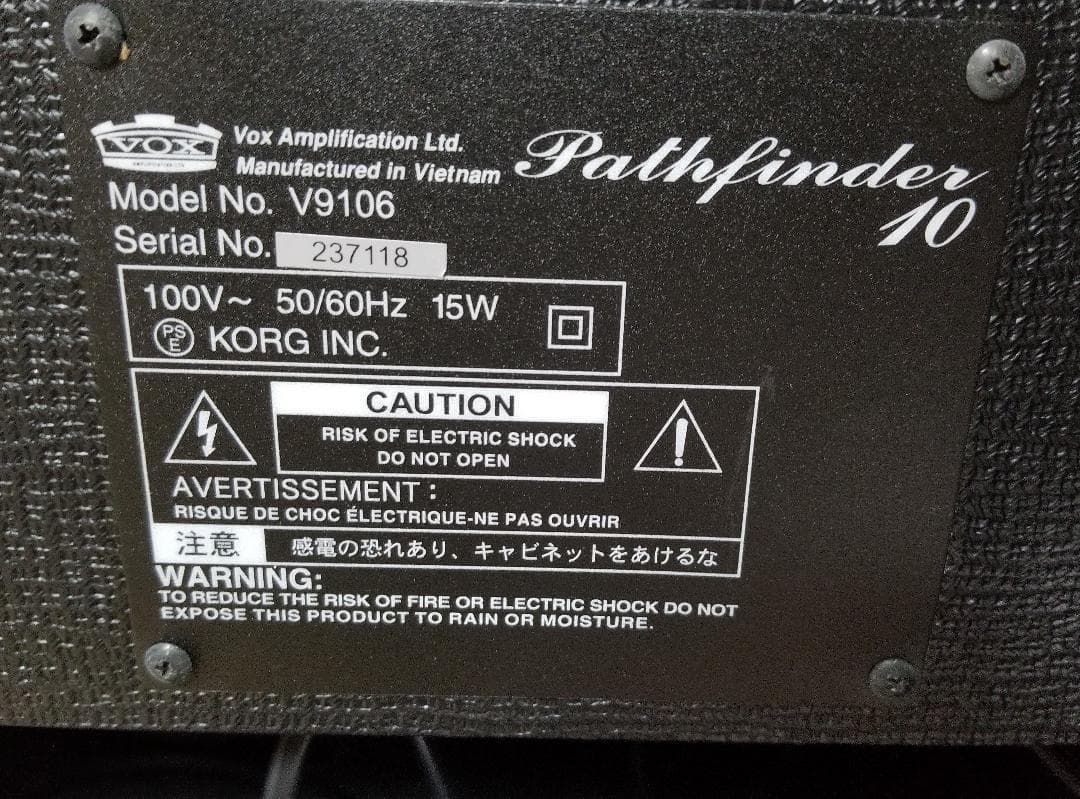 VOX
Vox Amplification Ltd.
Manufactured in Vietnam
Pathfinder
10
Model No. V9106
Serial No. 237118
100V~ 50/60Hz 15W
PS
E
KORG INC.
CAUTION
RISK OF ELECTRIC SHOCK
DO NOT OPEN
AVERTISSEMENT :
RISQUE DE CHOC ÉLECTRIQUE-NE PAS OUVRIR
注意 感電の恐れあり、キャビネットをあけるな
WARNING:
TO REDUCE THE RISK OF FIRE OR ELECTRIC SHOCK DO NOT
EXPOSE THIS PRODUCT TO RAIN OR MOISTURE.